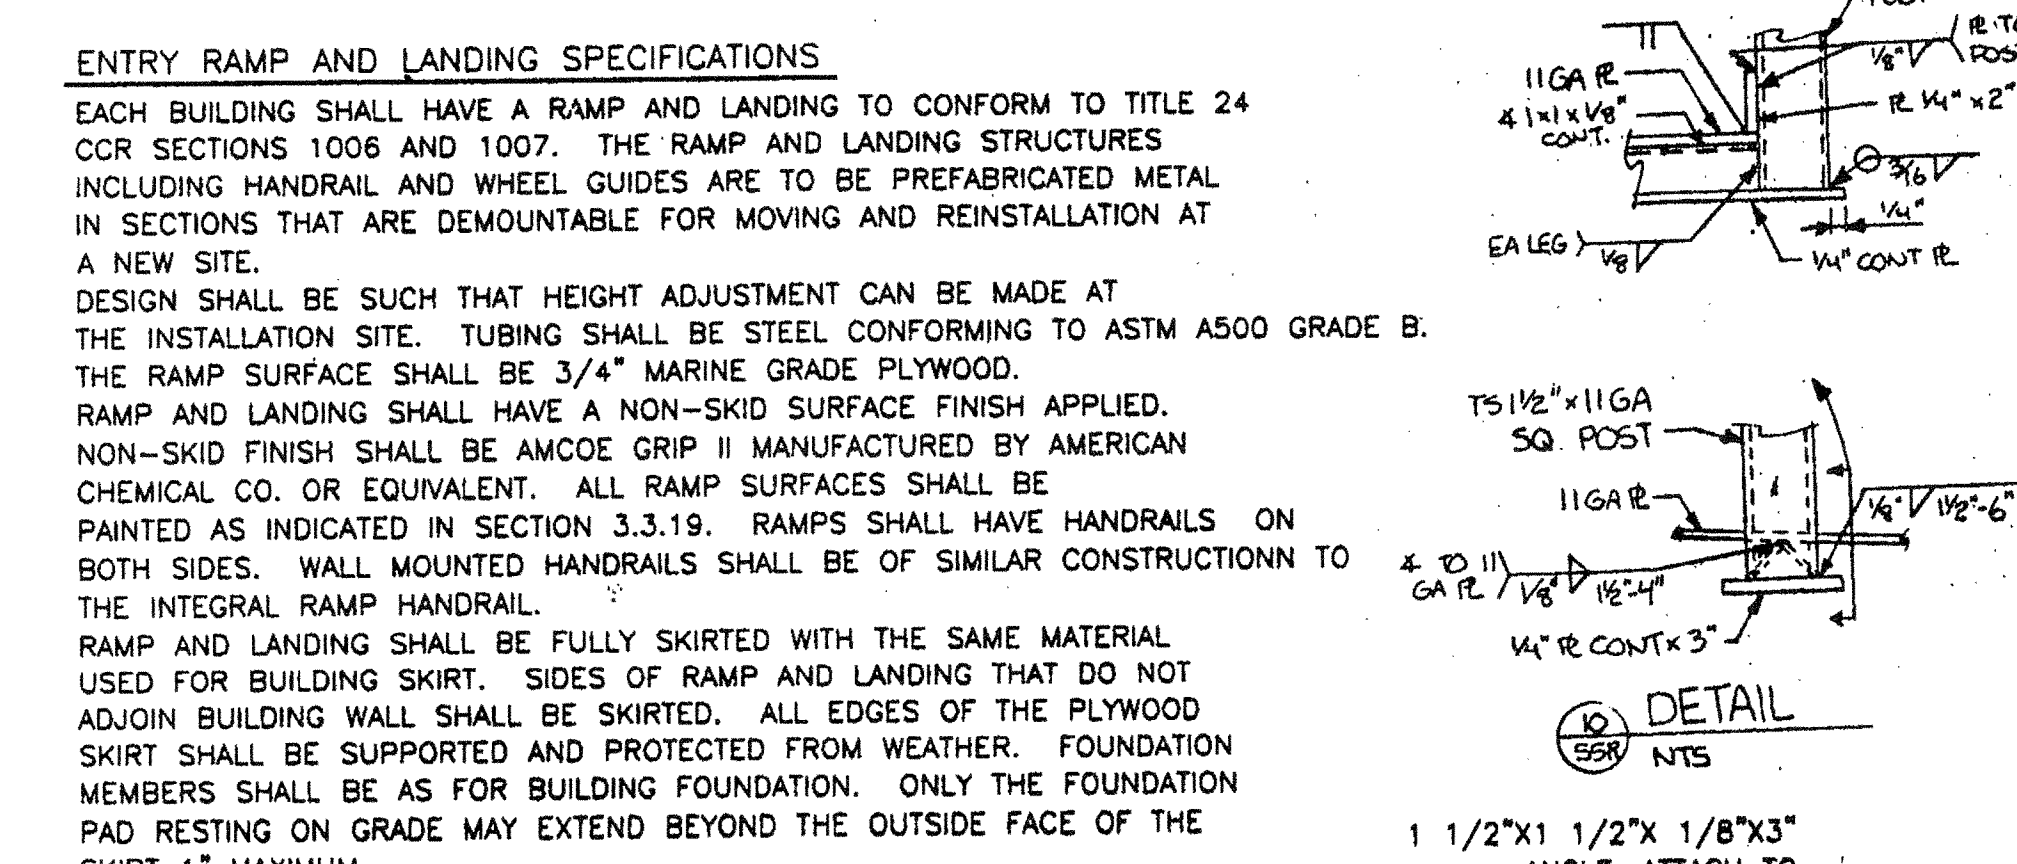 ENTRY RAMP AND LANDING SPECIFICATIONS
EACH BUILDING SHALL HAVE A RAMP AND LANDING TO CONFORM TO TITLE 24
CCR SECTIONS 1006 AND 1007. THE RAMP AND LANDING STRUCTURES
INCLUDING HANDRAIL AND WHEEL GUIDES ARE TO BE PREFABRICATED METAL
IN SECTIONS THAT ARE DEMOUNTABLE FOR MOVING AND REINSTALLATION AT
A NEW SITE.
DESIGN SHALL BE SUCH THAT HEIGHT ADJUSTMENT CAN BE MADE AT
THE INSTALLATION SITE. TUBING SHALL BE STEEL CONFORMING TO ASTM A500 GRADE B.
THE RAMP SURFACE SHALL BE 3/4" MARINE GRADE PLYWOOD.
RAMP AND LANDING SHALL HAVE A NON-SKID SURFACE FINISH APPLIED.
NON-SKID FINISH SHALL BE AMCOE GRIP II MANUFACTURED BY AMERICAN
CHEMICAL CO. OR EQUIVALENT. ALL RAMP SURFACES SHALL BE
PAINTED AS INDICATED IN SECTION 3.3.19. RAMPS SHALL HAVE HANDRAILS ON
BOTH SIDES. WALL MOUNTED HANDRAILS SHALL BE OF SIMILAR CONSTRUCTIONN TO
THE INTEGRAL RAMP HANDRAIL.
RAMP AND LANDING SHALL BE FULLY SKIRTED WITH THE SAME MATERIAL
USED FOR BUILDING SKIRT. SIDES OF RAMP AND LANDING THAT DO NOT
ADJOIN BUILDING WALL SHALL BE SKIRTED. ALL EDGES OF THE PLYWOOD
SKIRT SHALL BE SUPPORTED AND PROTECTED FROM WEATHER. FOUNDATION
MEMBERS SHALL BE AS FOR BUILDING FOUNDATION. ONLY THE FOUNDATION
PAD RESTING ON GRADE MAY EXTEND BEYOND THE OUTSIDE FACE OF THE
SKIRT 1" MAXIMUM
11 GA ℄
∡ 1x1x1/8"
CONT.
1/8"
℄ 1/4" x 2"
3/16
1/4"
EA LEG
1/8
1/4" CONT ℄
TS 1 1/2" x 11 GA
SQ. POST
11 GA ℄
1/8" 1 1/2"-6"
∡ TO 11
GA ℄
1/8" 1 1/2"-4"
1/4" ℄ CONT x 3"
10
SSR
DETAIL
NTS
1 1/2"X1 1/2"X 1/8"X3"
ANGLE ATTACH TO